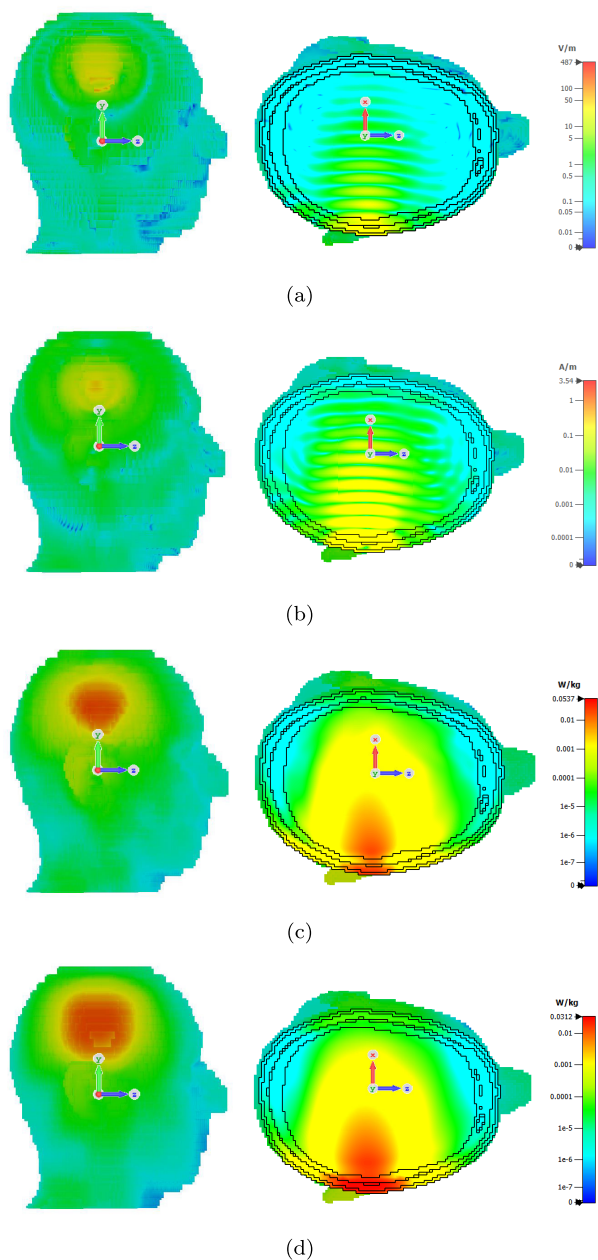 V/m
487
100
50
10
5
1
0.5
0.1
0.05
0.01
0
y
z
x
y
z
(a)
A/m
3.54
1
0.1
0.01
0.001
0.0001
0
y
z
x
y
z
(b)
W/kg
0.0537
0.01
0.001
0.0001
1e-5
1e-6
1e-7
0
y
z
x
y
z
(c)
W/kg
0.0312
0.01
0.001
0.0001
1e-5
1e-6
1e-7
0
y
z
x
y
z
(d)